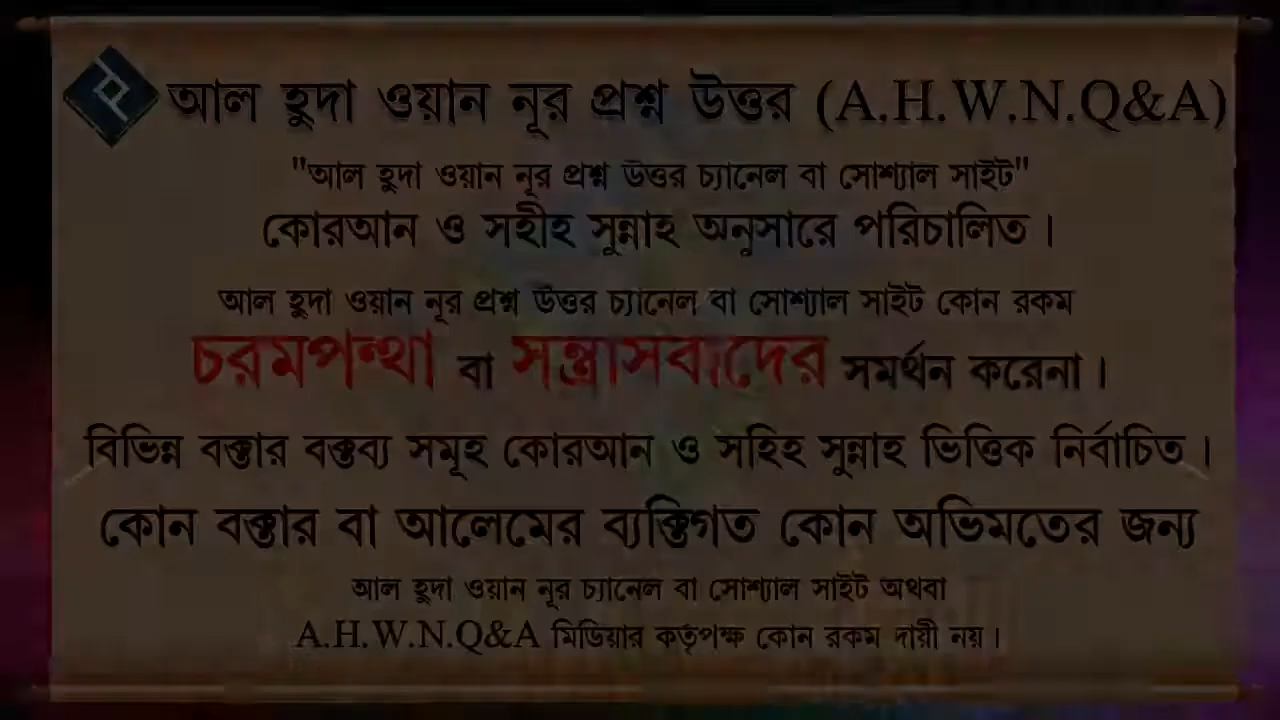 আল হুদা ওয়ান নূর প্রশ্ন উত্তর (A.H.W.N.Q&A)
"আল হুদা ওয়ান নূর প্রশ্ন উত্তর চ্যানেল বা সোশ্যাল সাইট"
কোরআন ও সহীহ সুন্নাহ অনুসারে পরিচালিত।
আল হুদা ওয়ান নূর প্রশ্ন উত্তর চ্যানেল বা সোশ্যাল সাইট কোন রকম
চরমপন্থা বা সন্ত্রাসবাদের সমর্থন করেনা।
বিভিন্ন বক্তার বক্তব্য সমূহ কোরআন ও সহিহ সুন্নাহ ভিত্তিক নির্বাচিত।
কোন বক্তার বা আলেমের ব্যক্তিগত কোন অভিমতের জন্য
আল হুদা ওয়ান নূর চ্যানেল বা সোশ্যাল সাইট অথবা
A.H.W.N.Q&A মিডিয়ার কর্তৃপক্ষ কোন রকম দায়ী নয়।